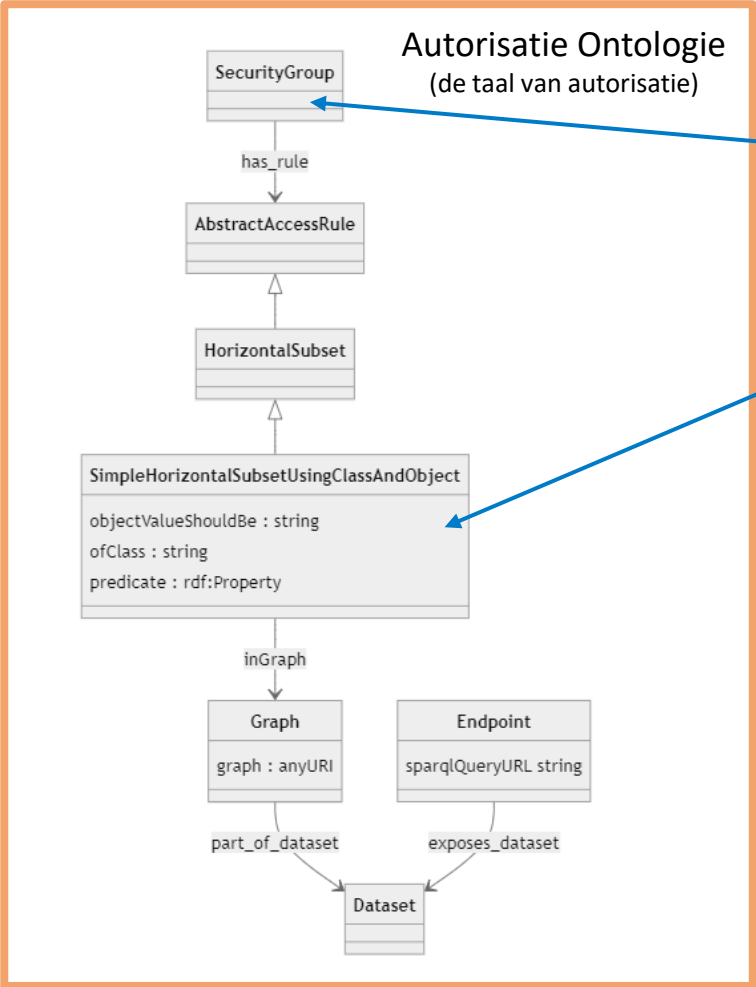 Autorisatie Ontologie
(de taal van autorisatie)
SecurityGroup
has_rule
AbstractAccessRule
HorizontalSubset
SimpleHorizontalSubsetUsingClassAndObject
objectValueShouldBe : string
ofClass : string
predicate : rdf:Property
inGraph
Graph
graph : anyURI
Endpoint
sparqlQueryURL string
part_of_dataset
exposes_dataset
Dataset